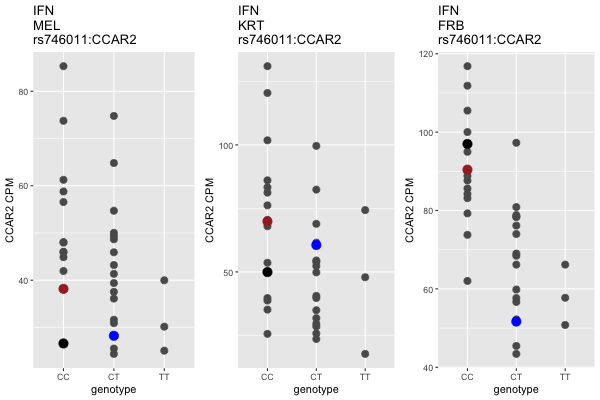 IFN
MEL
rs746011:CCAR2
CCAR2 CPM
80
60
40
CC
CT
TT
genotype
IFN
KRT
rs746011:CCAR2
CCAR2 CPM
100
50
CC
CT
TT
genotype
IFN
FRB
rs746011:CCAR2
CCAR2 CPM
120
100
80
60
40
CC
CT
TT
genotype